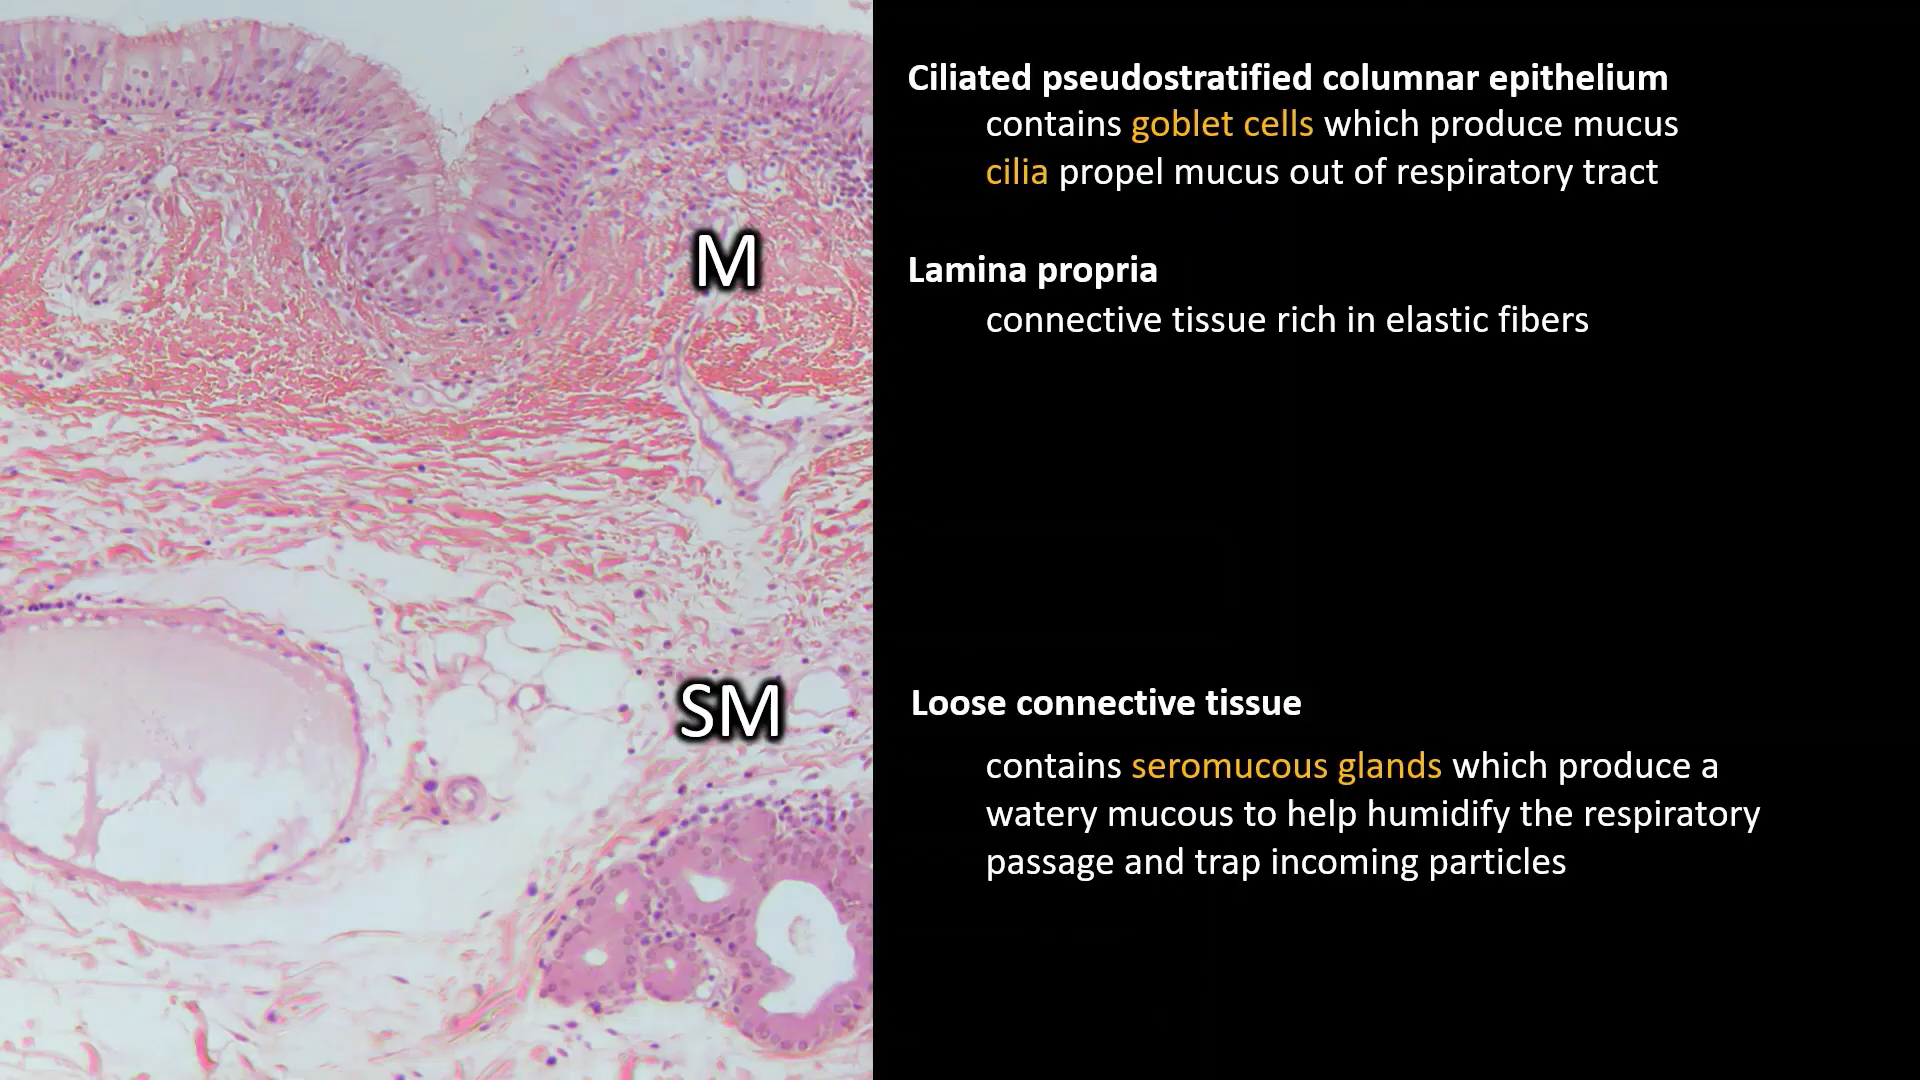 Ciliated pseudostratified columnar epithelium
contains goblet cells which produce mucus
cilia propel mucus out of respiratory tract
M
Lamina propria
connective tissue rich in elastic fibers
SM
Loose connective tissue
contains seromucous glands which produce a
watery mucous to help humidify the respiratory
passage and trap incoming particles